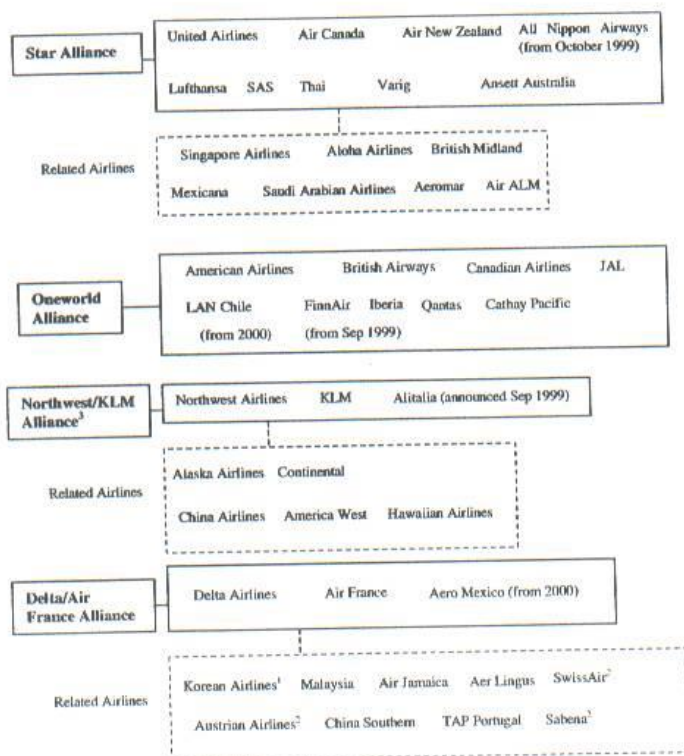 Star Alliance
United Airlines Air Canada Air New Zealand All Nippon Airways
(from October 1999)
Lufthansa SAS Thai Varig Ansett Australia
Related Airlines
Singapore Airlines Aloha Airlines British Midland
Mexicana Saudi Arabian Airlines Aeromar Air ALM
Oneworld
Alliance
American Airlines British Airways Canadian Airlines JAL
LAN Chile FinnAir Iberia Qantas Cathay Pacific
(from 2000) (from Sep 1999)
Northwest/KLM
Alliance³
Northwest Airlines KLM Alitalia (announced Sep 1999)
Related Airlines
Alaska Airlines Continental
China Airlines America West Hawalian Airlines
Delta/Air
France Alliance
Delta Airlines Air France Aero Mexico (from 2000)
Related Airlines
Korean Airlines¹ Malaysia Air Jamaica Aer Lingus SwissAir²
Austrian Airlines² China Southern TAP Portugal Sabena²